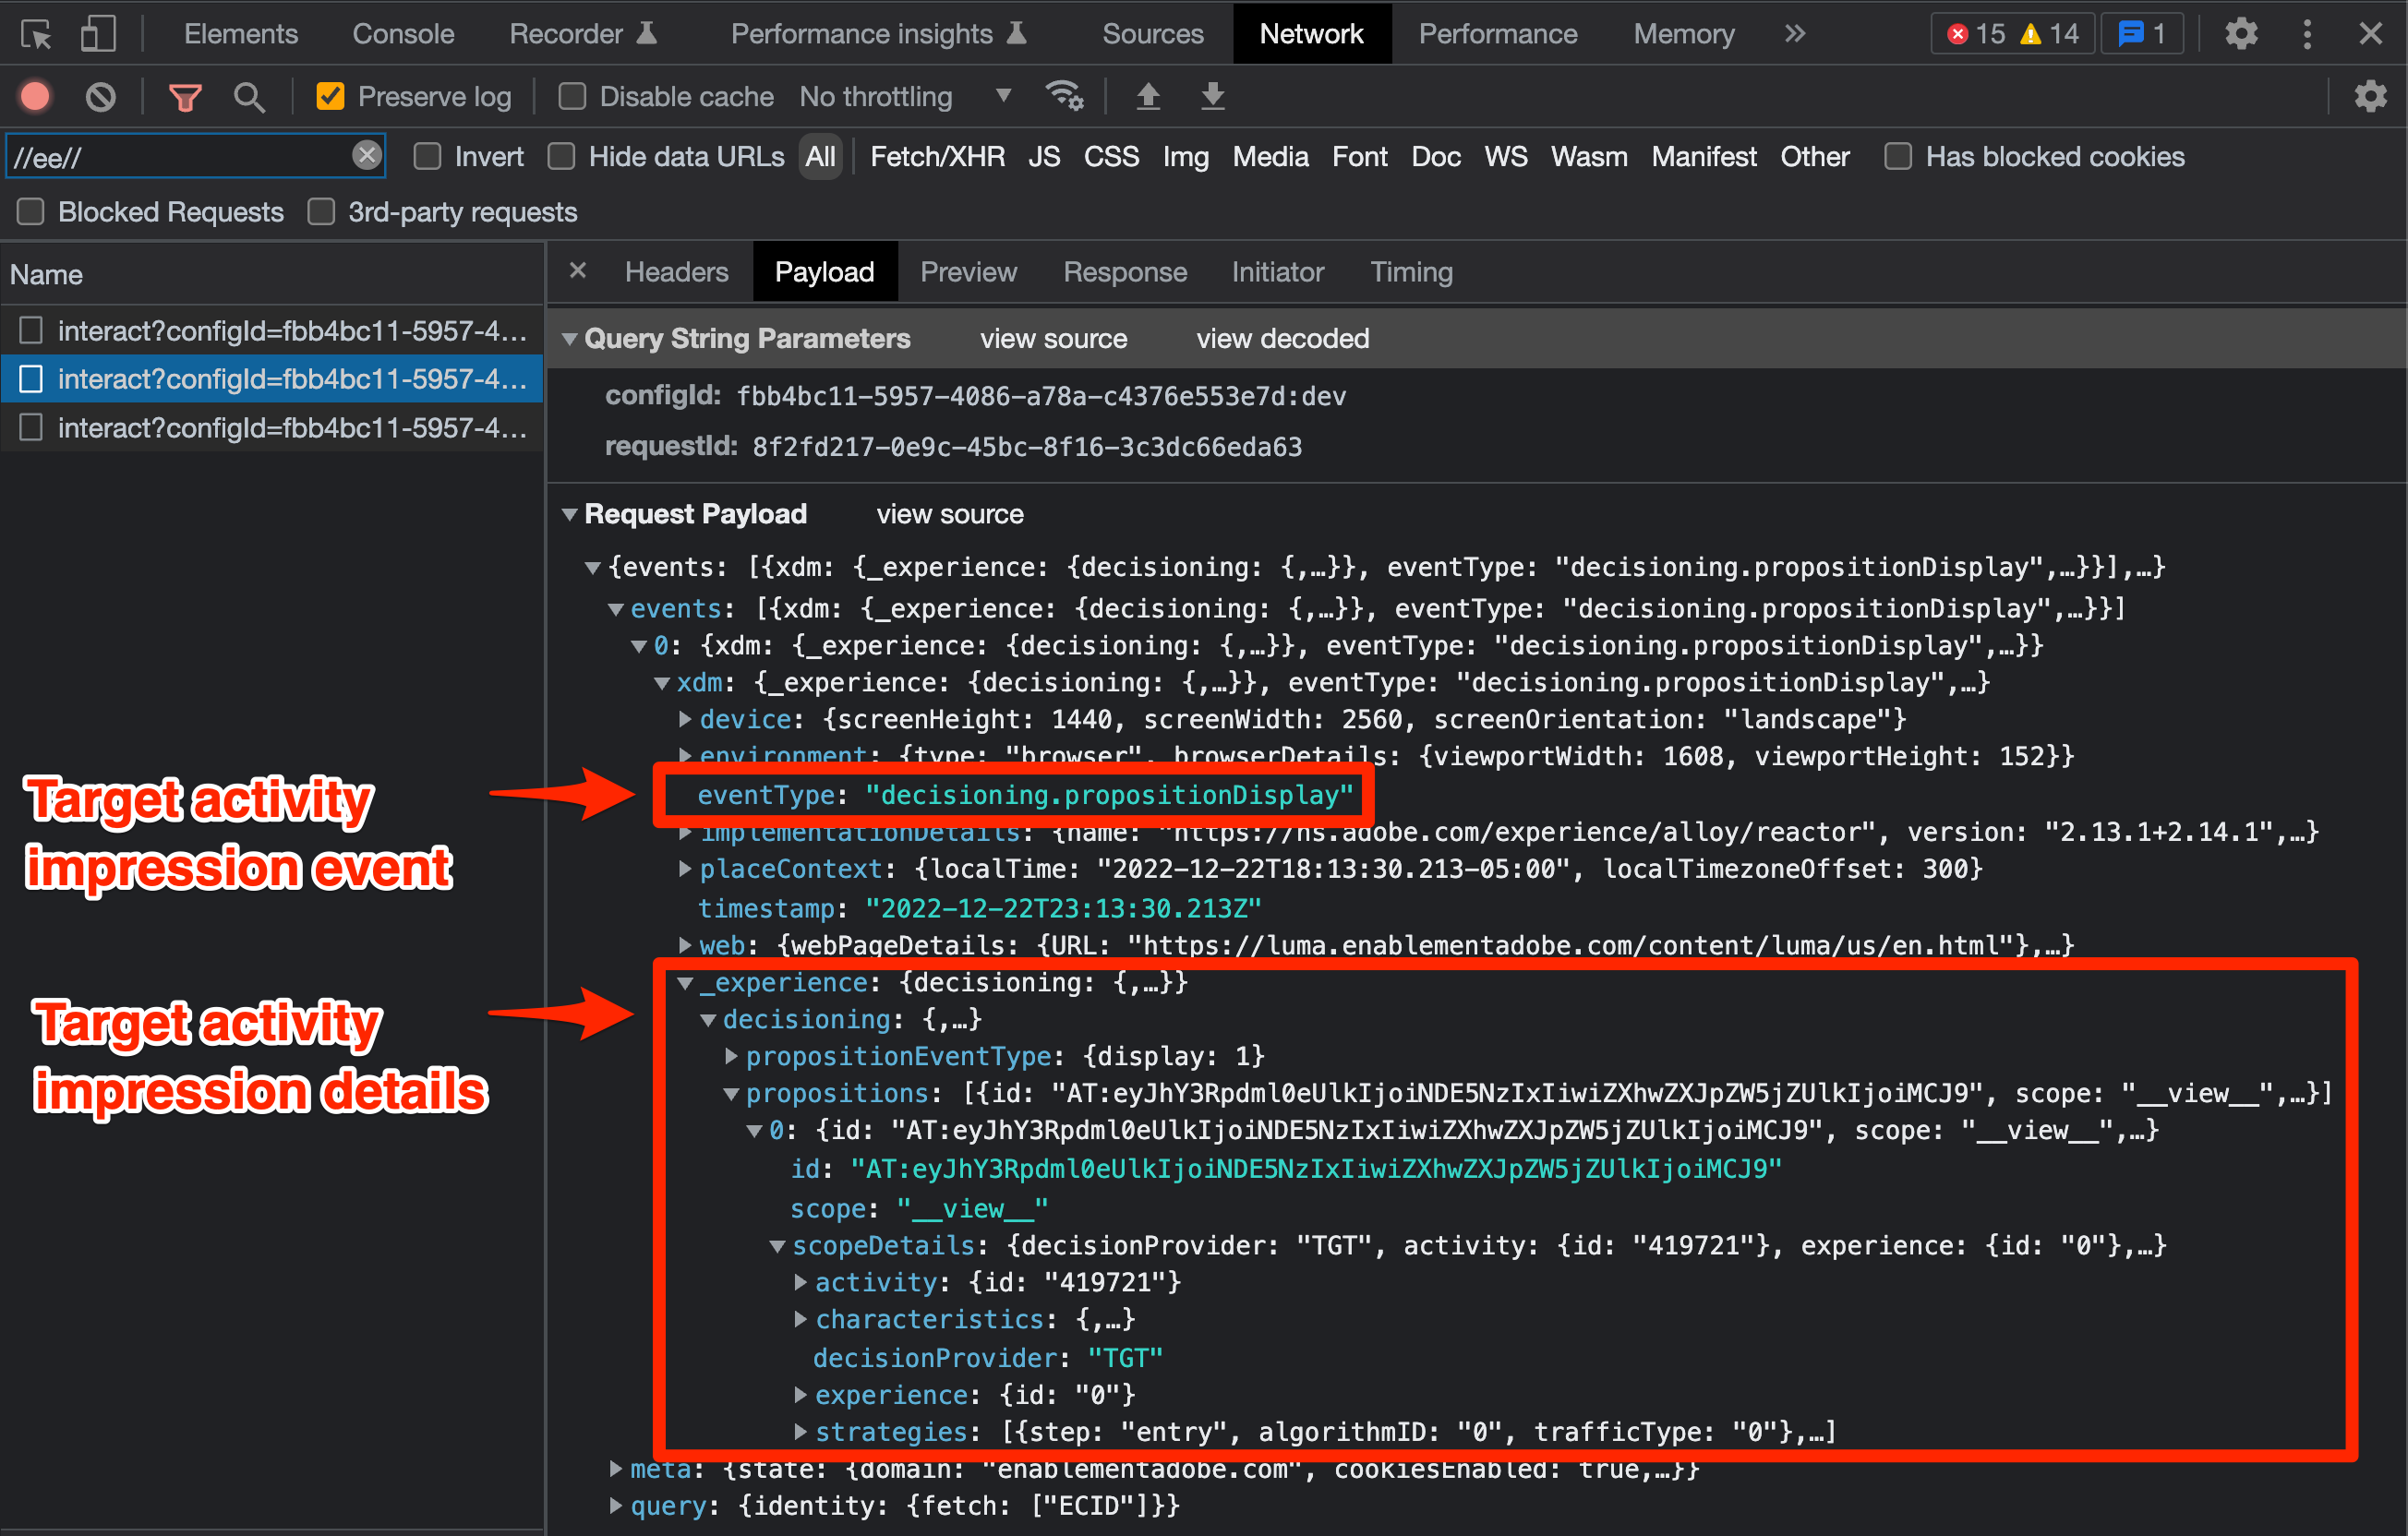 Elements Console Recorder Performance insights Sources Network Performance Memory 15 14 1
Preserve log Disable cache No throttling
//ee// Invert Hide data URLs All Fetch/XHR JS CSS Img Media Font Doc WS Wasm Manifest Other Has blocked cookies
Blocked Requests 3rd-party requests
Name
interact?configId=fbb4bc11-5957-4...
interact?configId=fbb4bc11-5957-4...
interact?configId=fbb4bc11-5957-4...
Headers Payload Preview Response Initiator Timing
Query String Parameters view source view decoded
configId: fbb4bc11-5957-4086-a78a-c4376e553e7d:dev
requestId: 8f2fd217-0e9c-45bc-8f16-3c3dc66eda63
Request Payload view source
{events: [{xdm: {_experience: {decisioning: {,…}}, eventType: "decisioning.propositionDisplay",…}}],…}
events: [{xdm: {_experience: {decisioning: {,…}}, eventType: "decisioning.propositionDisplay",…}}]
0: {xdm: {_experience: {decisioning: {,…}}, eventType: "decisioning.propositionDisplay",…}}
xdm: {_experience: {decisioning: {,…}}, eventType: "decisioning.propositionDisplay",…}
device: {screenHeight: 1440, screenWidth: 2560, screenOrientation: "landscape"}
environment: {type: "browser", browserDetails: {viewportWidth: 1608, viewportHeight: 152}}
eventType: "decisioning.propositionDisplay"
implementationDetails: {name: "https://ns.adobe.com/experience/alloy/reactor", version: "2.13.1+2.14.1",…}
placeContext: {localTime: "2022-12-22T18:13:30.213-05:00", localTimezoneOffset: 300}
timestamp: "2022-12-22T23:13:30.213Z"
web: {webPageDetails: {URL: "https://luma.enablementadobe.com/content/luma/us/en.html"},…}
_experience: {decisioning: {,…}}
decisioning: {,…}
propositionEventType: {display: 1}
propositions: [{id: "AT:eyJhY3Rpdml0eUlkIjoiNDE5NzIxIiwiZXhwZXJpZW5jZUlkIjoiMCJ9", scope: "__view__",…}]
0: {id: "AT:eyJhY3Rpdml0eUlkIjoiNDE5NzIxIiwiZXhwZXJpZW5jZUlkIjoiMCJ9", scope: "__view__",…}
id: "AT:eyJhY3Rpdml0eUlkIjoiNDE5NzIxIiwiZXhwZXJpZW5jZUlkIjoiMCJ9"
scope: "__view__"
scopeDetails: {decisionProvider: "TGT", activity: {id: "419721"}, experience: {id: "0"},…}
activity: {id: "419721"}
characteristics: {,…}
decisionProvider: "TGT"
experience: {id: "0"}
strategies: [{step: "entry", algorithmID: "0", trafficType: "0"},…]
meta: {state: {domain: "enablementadobe.com", cookiesEnabled: true,…}}
query: {identity: {fetch: ["ECID"]}}
Target activity
impression event
Target activity
impression details